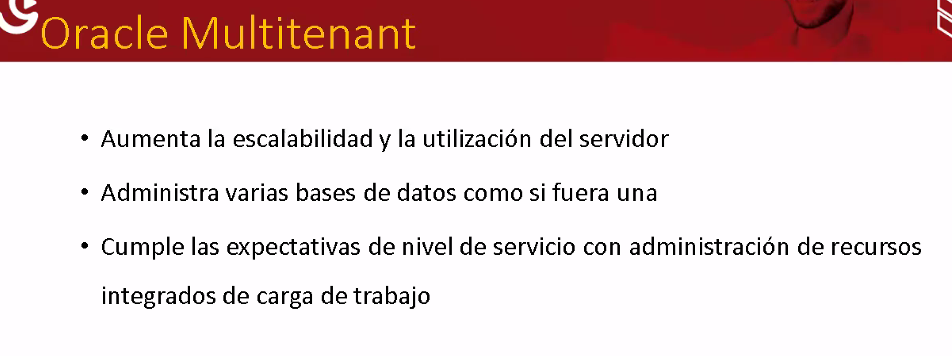 Oracle Multitenant
• Aumenta la escalabilidad y la utilización del servidor
• Administra varias bases de datos como si fuera una
• Cumple las expectativas de nivel de servicio con administración de recursos
integrados de carga de trabajo